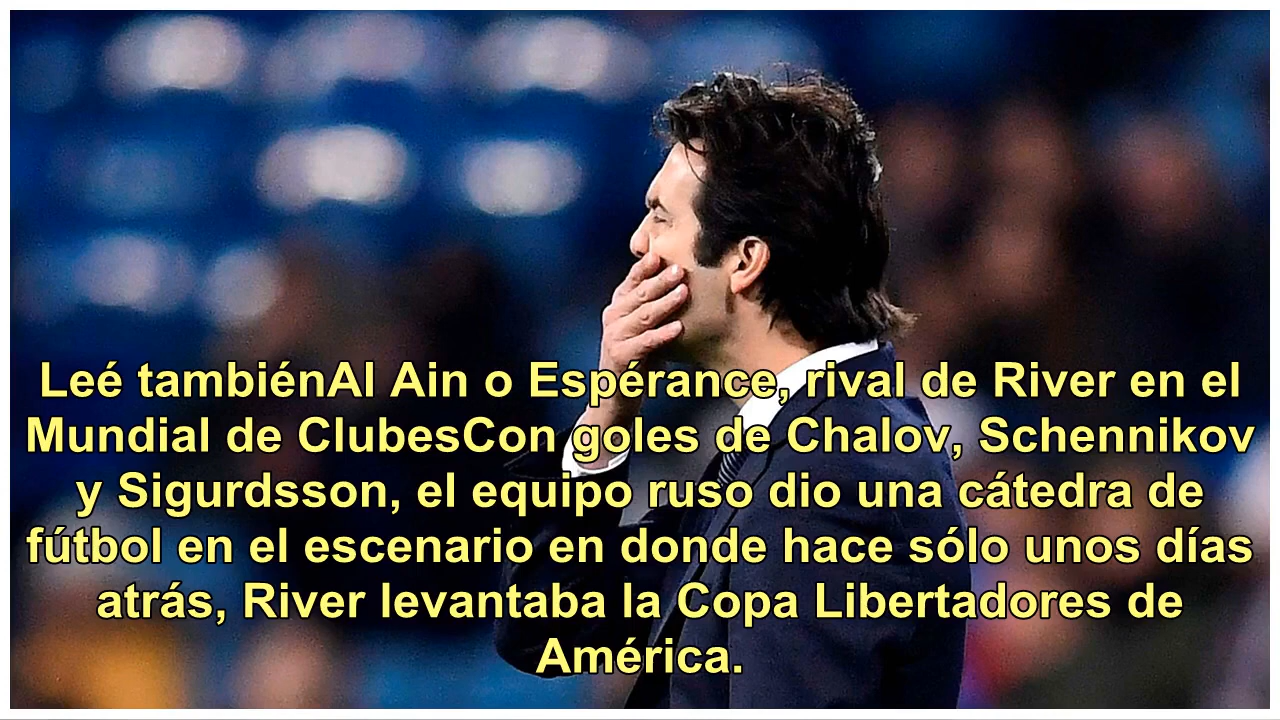 Leé tambiénAl Ain o Espérance, rival de River en el
Mundial de ClubesCon goles de Chalov, Schennikov
y Sigurdsson, el equipo ruso dio una cátedra de
fútbol en el escenario en donde hace sólo unos días
atrás, River levantaba la Copa Libertadores de
América.